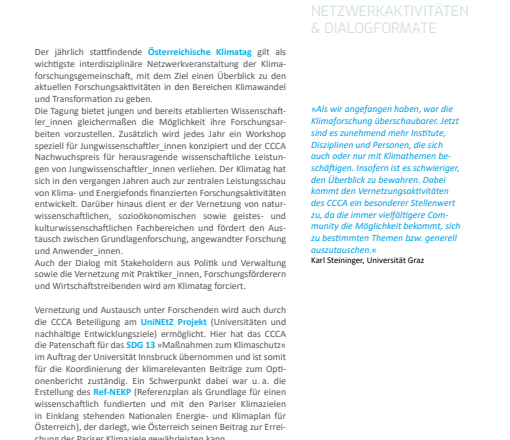 NETZWERKAKTIVITÄTEN
& DIALOGFORMATE
Der jährlich stattfindende Österreichische Klimatag gilt als
wichtigste interdisziplinäre Netzwerkveranstaltung der Klima-
forschungsgemeinschaft, mit dem Ziel einen Überblick zu den
aktuellen Forschungsaktivitäten in den Bereichen Klimawandel
und Transformation zu geben.
Die Tagung bietet jungen und bereits etablierten Wissenschaft-
ler_innen gleichermaßen die Möglichkeit ihre Forschungsar-
beiten vorzustellen. Zusätzlich wird jedes Jahr ein Workshop
speziell für Jungwissenschaftler_innen konzipiert und der CCCA
Nachwuchspreis für herausragende wissenschaftliche Leistun-
gen von Jungwissenschaftler_innen verliehen. Der Klimatag hat
sich in den vergangen Jahren auch zur zentralen Leistungsschau
von Klima- und Energiefonds finanzierten Forschungsaktivitäten
entwickelt. Darüber hinaus dient er der Vernetzung von natur-
wissenschaftlichen, sozioökonomischen sowie geistes- und
kulturwissenschaftlichen Fachbereichen und fördert den Aus-
tausch zwischen Grundlagenforschung, angewandter Forschung
und Anwender_innen.
Auch der Dialog mit Stakeholdern aus Politik und Verwaltung
sowie die Vernetzung mit Praktiker_innen, Forschungsförderern
und Wirtschaftstreibenden wird am Klimatag forciert.
Vernetzung und Austausch unter Forschenden wird auch durch
die CCCA Beteiligung am UniNEtZ Projekt (Universitäten und
nachhaltige Entwicklungsziele) ermöglicht. Hier hat das CCCA
die Patenschaft für das SDG 13 »Maßnahmen zum Klimaschutz«
im Auftrag der Universität Innsbruck übernommen und ist somit
für die Koordinierung der klimarelevanten Beiträge zum Opti-
onenbericht zuständig. Ein Schwerpunkt dabei war u. a. die
Erstellung des Ref-NEKP (Referenzplan als Grundlage für einen
wissenschaftlich fundierten und mit den Pariser Klimazielen
in Einklang stehenden Nationalen Energie- und Klimaplan für
Österreich), der darlegt, wie Österreich seinen Beitrag zur Errei-
chung der Pariser Klimaziele gewährleisten kann.
»Als wir angefangen haben, war die
Klimaforschung überschaubarer. Jetzt
sind es zunehmend mehr Institute,
Disziplinen und Personen, die sich
auch oder nur mit Klimathemen be-
schäftigen. Insofern ist es schwieriger,
den Überblick zu bewahren. Dabei
kommt den Vernetzungsaktivitäten
des CCCA ein besonderer Stellenwert
zu, da die immer vielfältigere Com-
munity die Möglichkeit bekommt, sich
zu bestimmten Themen bzw. generell
auszutauschen.«
Karl Steininger, Universität Graz